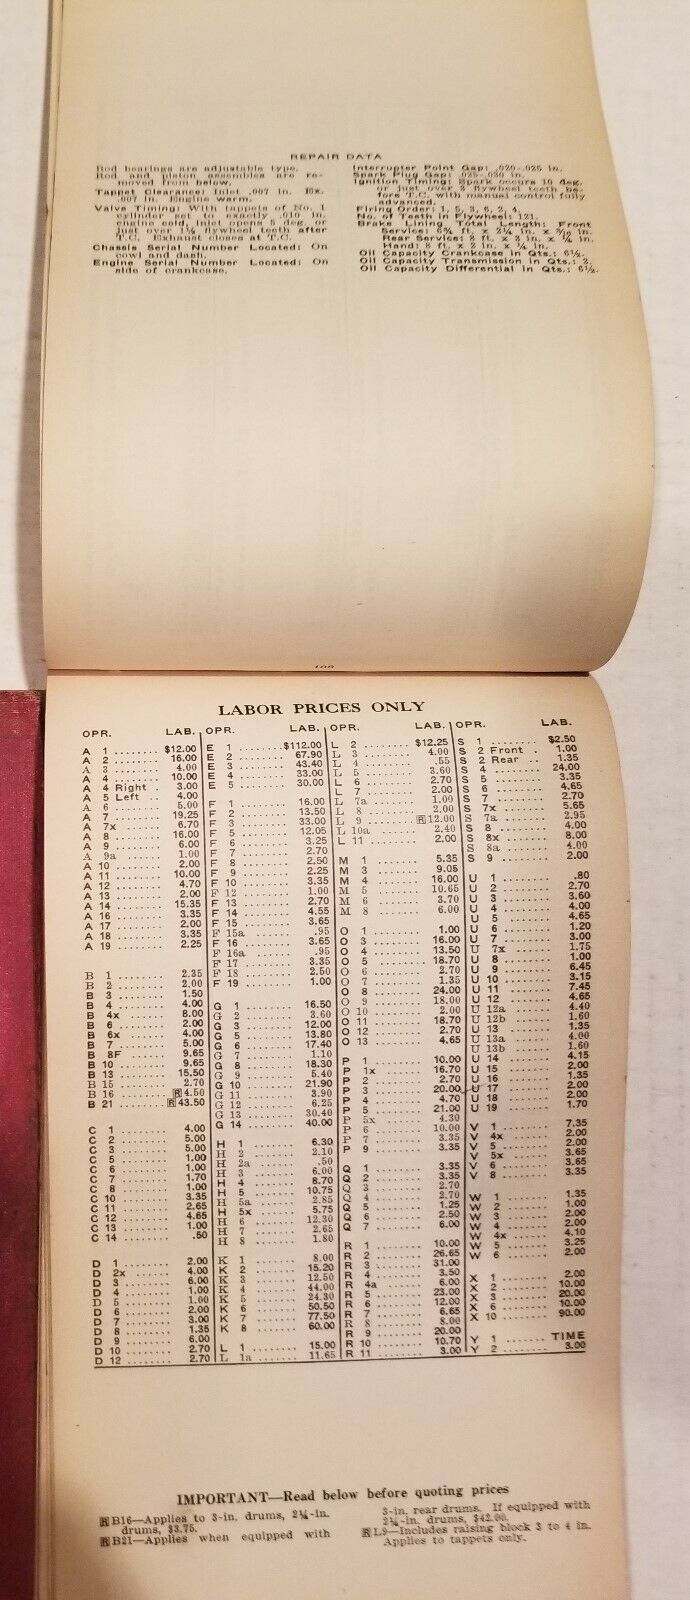 REPAIR DATA
Rod bearings are adjustable type.
Rod and piston assemblies are re-
moved from below.
Tappet Clearance: Inlet .007 in. Ex.
.007 in. Engine warm.
Valve Timing: With tappets of No. 1
cylinder set to exactly .010 in.
engine cold, inlet opens 5 deg. or
just over 1¼ flywheel teeth after
T.C. Exhaust closes at T.C.
Chassis Serial Number Located: On
cowl and dash.
Engine Serial Number Located: On
side of crankcase.
Interrupter Point Gap: .020-.025 in.
Spark Plug Gap: .025-.030 in.
Ignition Timing: Spark occurs 10 deg.
or just over 3 flywheel teeth be-
fore T.C. with manual control fully
advanced.
Firing Order: 1, 5, 3, 6, 2, 4.
No. of Teeth in Flywheel: 121.
Brake Lining Total Length: Front
Service: 6¾ ft. x 2¼ in. x 3/16 in.
Rear Service: 8 ft. x 2 in. x ¼ in.
Hand: 8 ft. x 2 in. x ¼ in.
Oil Capacity Crankcase in Qts.: 6½.
Oil Capacity Transmission in Qts.: 2.
Oil Capacity Differential in Qts.: 6½.
LABOR PRICES ONLY
OPR. LAB.
A 1 ........ $12.00
A 2 ........ 16.00
A 3 ........ 4.00
A 4 ........ 10.00
A 4 Right .. 3.00
A 5 Left .. 4.00
A 6 ........ 5.00
A 7 ........ 19.25
A 7x ....... 6.70
A 8 ........ 16.00
A 9 ........ 6.00
A 9a ....... 1.00
A 10 ....... 2.00
A 11 ....... 10.00
A 12 ....... 4.70
A 13 ....... 2.00
A 14 ....... 15.35
A 16 ....... 3.35
A 17 ....... 2.00
A 18 ....... 3.35
A 19 ....... 2.25
B 1 ........ 2.35
B 2 ........ 2.00
B 3 ........ 1.50
B 4 ........ 4.00
B 4x ....... 8.00
B 6 ........ 2.00
B 6x ....... 4.00
B 7 ........ 5.00
B 8F ....... 9.65
B 10 ....... 9.65
B 13 ....... 15.50
B 15 ....... 2.70
B 16 ....... R 4.50
B 21 ....... R 43.50
C 1 ........ 4.00
C 2 ........ 5.00
C 3 ........ 5.00
C 5 ........ 1.00
C 6 ........ 1.00
C 7 ........ 1.70
C 8 ........ 1.00
C 10 ....... 3.35
C 11 ....... 2.65
C 12 ....... 4.65
C 13 ....... 1.00
C 14 ....... .50
D 1 ........ 2.00
D 2x ....... 4.00
D 3 ........ 6.00
D 4 ........ 1.00
D 5 ........ 1.00
D 6 ........ 2.00
D 7 ........ 3.00
D 8 ........ 1.35
D 9 ........ 6.00
D 10 ....... 2.70
D 12 ....... 2.70
OPR. LAB.
E 1 ........ $112.00
E 2 ........ 67.90
E 3 ........ 43.40
E 4 ........ 33.00
E 5 ........ 30.00
F 1 ........ 16.00
F 2 ........ 13.50
F 3 ........ 33.00
F 5 ........ 12.05
F 6 ........ 3.25
F 7 ........ 2.70
F 8 ........ 2.50
F 9 ........ 2.25
F 10 ....... 3.35
F 12 ....... 1.00
F 13 ....... 2.70
F 14 ....... 4.55
F 15 ....... 3.65
F 15a ...... .95
F 16 ....... 3.65
F 16a ...... .95
F 17 ....... 3.35
F 18 ....... 2.50
F 19 ....... 1.00
G 1 ........ 16.50
G 2 ........ 3.60
G 3 ........ 12.00
G 5 ........ 13.80
G 6 ........ 17.40
G 7 ........ 1.10
G 8 ........ 18.30
G 9 ........ 5.40
G 10 ....... 21.90
G 11 ....... 3.90
G 12 ....... 6.25
G 13 ....... 30.40
G 14 ....... 40.00
H 1 ........ 6.30
H 2 ........ 2.10
H 2a ....... .50
H 3 ........ 6.00
H 4 ........ 8.70
H 5 ........ 10.75
H 5a ....... 2.85
H 5x ....... 5.75
H 6 ........ 12.30
H 7 ........ 2.65
H 8 ........ 1.80
K 1 ........ 8.00
K 2 ........ 15.20
K 3 ........ 12.50
K 4 ........ 44.00
K 5 ........ 24.30
K 6 ........ 50.50
K 7 ........ 77.50
K 8 ........ 60.00
L 1 ........ 15.00
L 1a ....... 11.65
OPR. LAB.
L 2 ........ $12.25
L 3 ........ 4.00
L 4 ........ .55
L 5 ........ 3.60
L 6 ........ 2.70
L 7 ........ 2.00
L 7a ....... 1.00
L 8 ........ 2.00
L 9 ....... R 12.00
L 10a ...... 2.40
L 11 ....... 2.00
M 1 ........ 5.35
M 3 ........ 9.05
M 4 ........ 16.00
M 5 ........ 10.65
M 6 ........ 3.70
M 8 ........ 6.00
O 1 ........ 1.00
O 3 ........ 16.00
O 4 ........ 13.50
O 5 ........ 18.70
O 6 ........ 2.70
O 7 ........ 1.35
O 8 ........ 24.00
O 9 ........ 18.00
O 10 ....... 2.00
O 11 ....... 18.70
O 12 ....... 2.70
O 13 ....... 4.65
P 1 ........ 10.00
P 1x ....... 16.70
P 2 ........ 2.70
P 3 ........ 20.00
P 4 ........ 4.70
P 5 ........ 21.00
P 5x ....... 4.30
P 6 ........ 10.00
P 7 ........ 3.35
P 9 ........ 3.35
Q 1 ........ 3.35
Q 2 ........ 3.35
Q 3 ........ 2.70
Q 4 ........ 2.70
Q 5 ........ 1.25
Q 6 ........ 2.50
Q 7 ........ 6.00
R 1 ........ 10.00
R 2 ........ 26.65
R 3 ........ 31.00
R 4 ........ 3.50
R 4a ....... 6.00
R 5 ........ 23.00
R 6 ........ 12.00
R 7 ........ 6.65
R 8 ........ 8.00
R 9 ........ 20.00
R 10 ....... 10.70
R 11 ....... 3.00
OPR. LAB.
S 1 ........ $2.50
S 2 Front . 1.00
S 2 Rear .. 1.35
S 4 ........ 24.00
S 5 ........ 3.35
S 6 ........ 4.65
S 7 ........ 2.70
S 7x ....... 5.65
S 7a ....... 2.95
S 8 ........ 4.00
S 8x ....... 8.00
S 8a ....... 4.00
S 9 ........ 2.00
U 1 ........ .80
U 2 ........ 2.70
U 3 ........ 3.60
U 4 ........ 4.00
U 5 ........ 4.65
U 6 ........ 1.20
U 7 ........ 3.00
U 7x ....... 1.75
U 8 ........ 1.00
U 9 ........ 6.45
U 10 ....... 3.15
U 11 ....... 7.45
U 12 ....... 4.65
U 12a ...... 4.40
U 12b ...... 1.60
U 13 ....... 1.35
U 13a ...... 4.00
U 13b ...... 1.60
U 14 ....... 4.15
U 15 ....... 2.00
U 16 ....... 1.35
U 17 ....... 2.00
U 18 ....... 2.00
U 19 ....... 1.70
V 1 ........ 7.35
V 4x ....... 2.00
V 5 ........ 2.00
V 5x ....... 3.65
V 6 ........ 3.65
V 8 ........ 3.35
W 1 ........ 1.35
W 2 ........ 1.00
W 3 ........ 2.00
W 4 ........ 2.00
W 4x ....... 4.10
W 5 ........ 3.25
W 6 ........ 2.00
X 1 ........ 2.00
X 2 ........ 10.00
X 3 ........ 20.00
X 6 ........ 10.00
X 10 ....... 90.00
Y 1 ........ TIME
Y 2 ........ 3.00
IMPORTANT—Read below before quoting prices
R B16—Applies to 3-in. drums, 2¼-in.
drums, $3.75.
R B21—Applies when equipped with
3-in. rear drums. If equipped with
2¼-in. drums, $42.00.
R L9—Includes raising block 3 to 4 in.
Applies to tappets only.